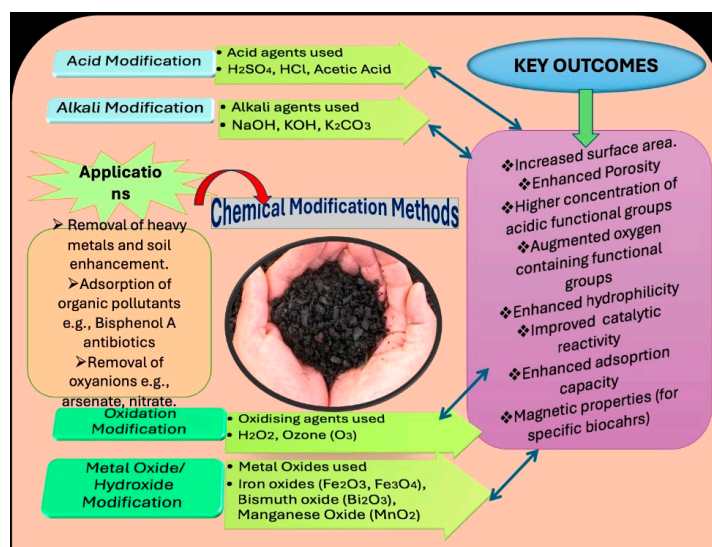 Acid Modification
• Acid agents used
• H₂SO₄, HCl, Acetic Acid
KEY OUTCOMES
Alkali Modification
• Alkali agents used
• NaOH, KOH, K₂CO₃
Applicatio
ns
Chemical Modification Methods
➢ Removal of heavy
metals and soil
enhancement.
➢Adsorption of
organic pollutants
e.g., Bisphenol A
antibiotics
➢Removal of
oxyanions e.g.,
arsenate, nitrate.
❖Increased surface area.
❖Enhanced Porosity
❖Higher concentration of
acidic functional groups
❖Augmented oxygen
containing functional
groups
❖Enhanced hydrophilicity
❖Improved catalytic
reactivity
❖Enhanced adsoprtion
capacity
❖Magnetic properties (for
specific biocahrs)
Oxidation
Modification
• Oxidising agents used
• H2O2, Ozone (O₃)
Metal Oxide/
Hydroxide
Modification
• Metal Oxides used
• Iron oxides (Fe₂O₃, Fe₃O₄),
Bismuth oxide (Bi₂O₃),
Manganese Oxide (MnO₂)